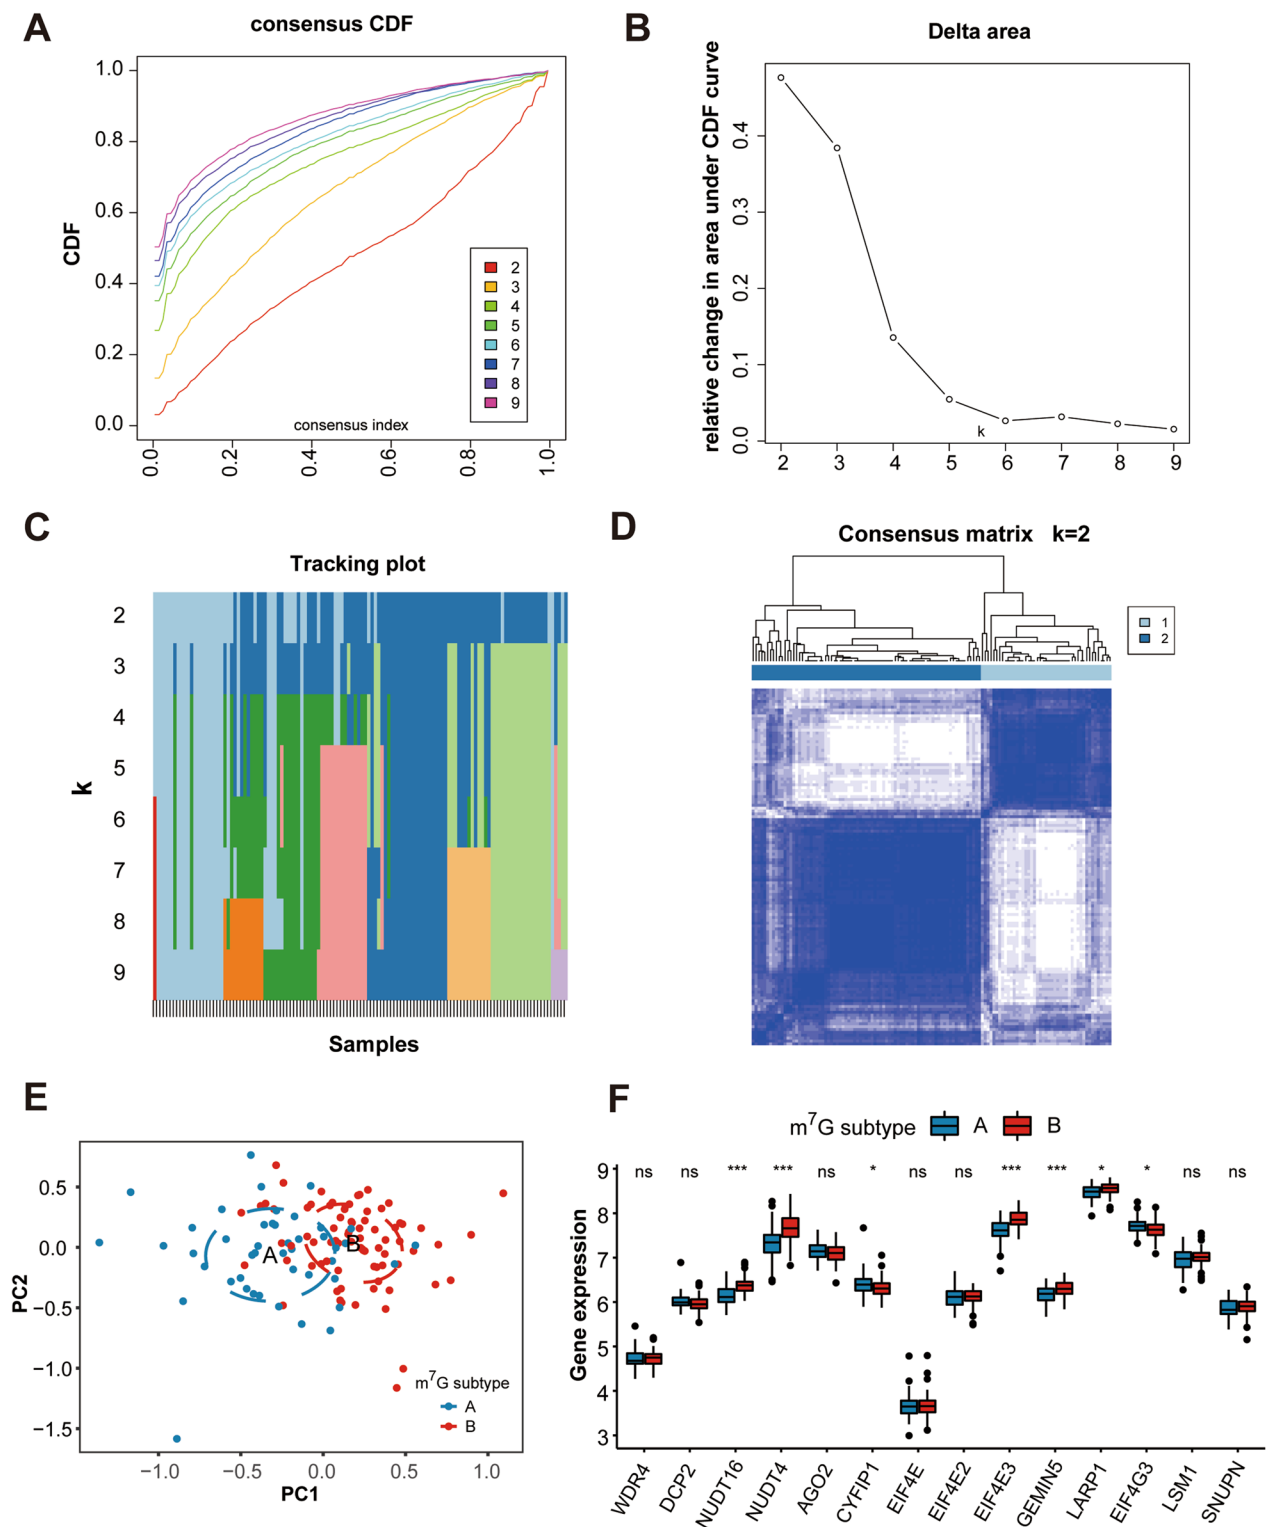 A
consensus CDF
CDF
1.0
0.8
0.6
0.4
0.2
0.0
2
3
4
5
6
7
8
9
consensus index
0.0 0.2 0.4 0.6 0.8 1.0
B
Delta area
relative change in area under CDF curve
0.4
0.3
0.2
0.1
0.0
k
2 3 4 5 6 7 8 9
C
Tracking plot
k
2
3
4
5
6
7
8
9
Samples
D
Consensus matrix k=2
1
2
E
PC2
0.5
0.0
−0.5
−1.0
−1.5
A
B
m7G subtype
A
B
−1.0 −0.5 0.0 0.5 1.0
PC1
F
m7G subtype A B
Gene expression
9
8
7
6
5
4
3
ns ns *** *** ns * ns ns *** *** * * ns ns
WDR4 DCP2 NUDT16 NUDT4 AGO2 CYFIP1 EIF4E EIF4E2 EIF4E3 GEMIN5 LARP1 EIF4G3 LSM1 SNUPN